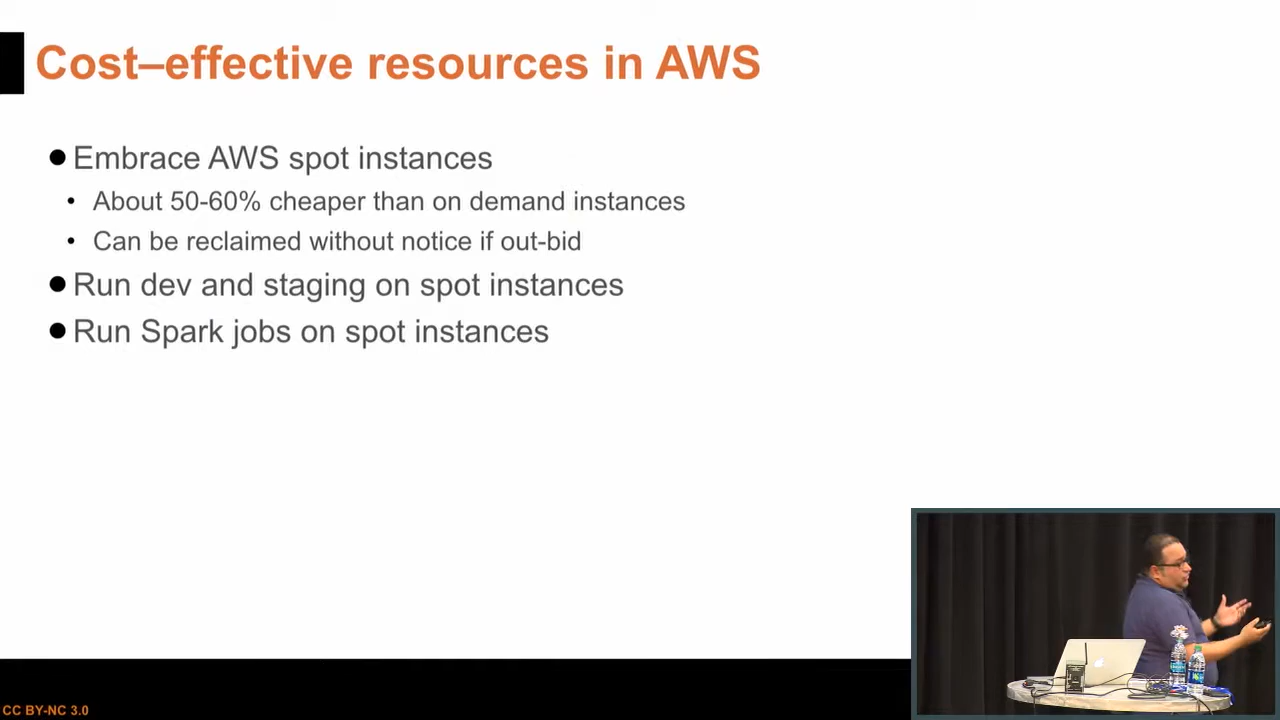 Cost–effective resources in AWS
Embrace AWS spot instances
About 50-60% cheaper than on demand instances
Can be reclaimed without notice if out-bid
Run dev and staging on spot instances
Run Spark jobs on spot instances
CC BY-NC 3.0